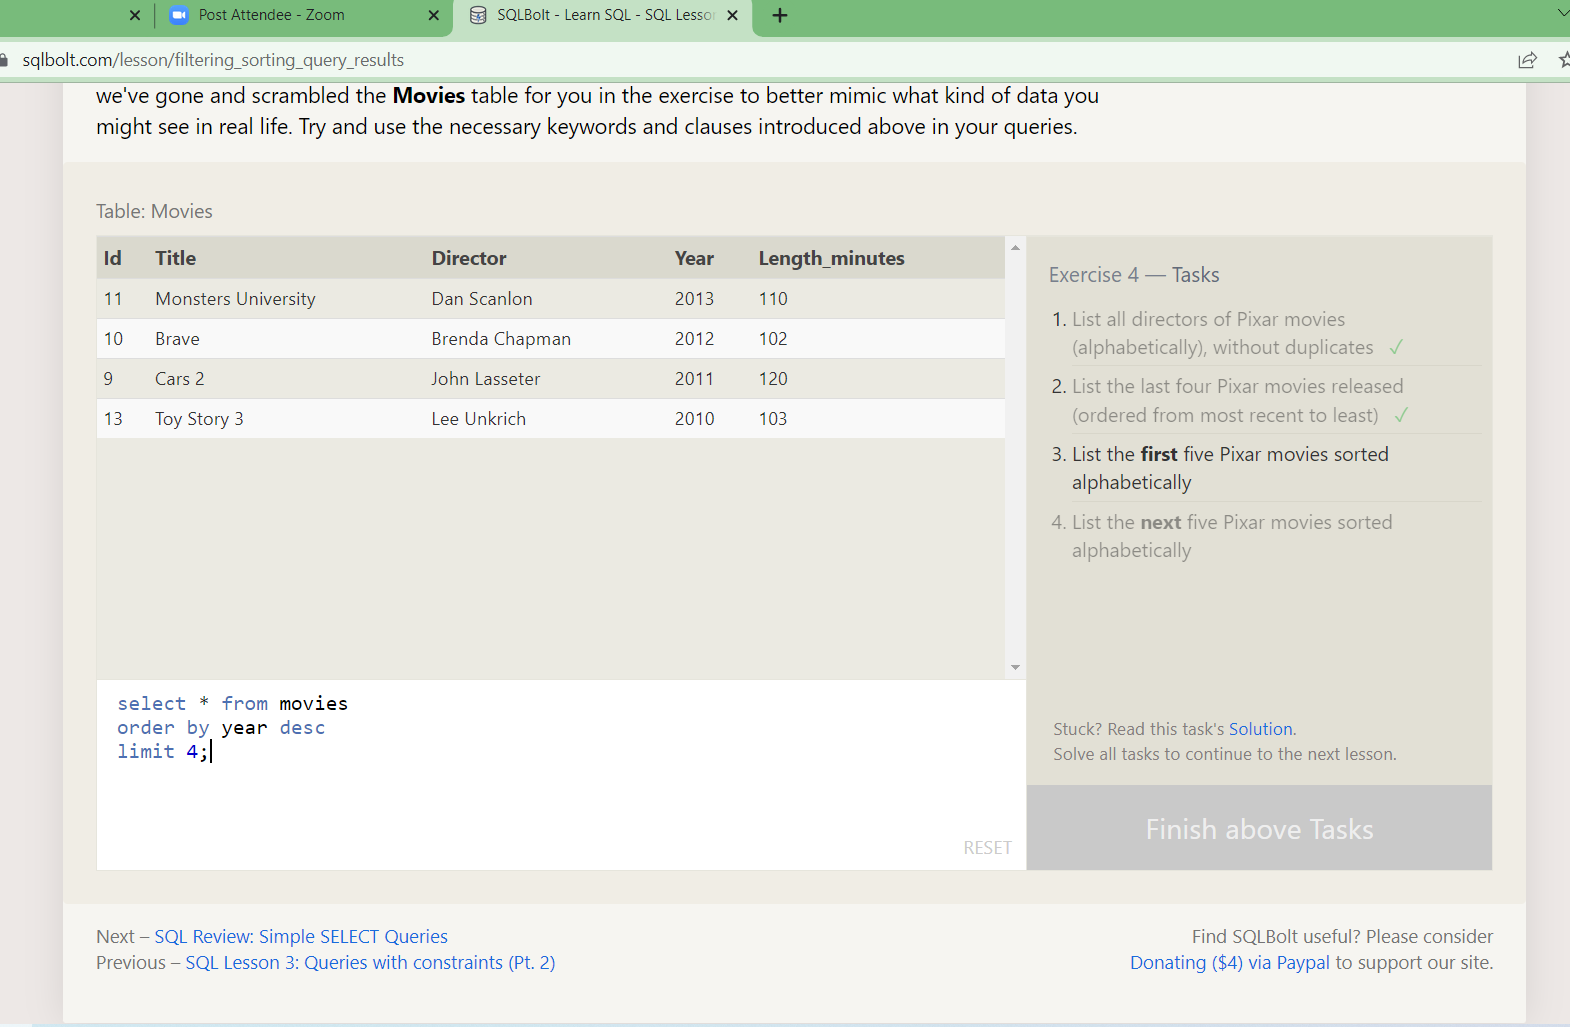 Post Attendee - Zoom
SQLBolt - Learn SQL - SQL Lesso
sqlbolt.com/lesson/filtering_sorting_query_results
we've gone and scrambled the Movies table for you in the exercise to better mimic what kind of data you
might see in real life. Try and use the necessary keywords and clauses introduced above in your queries.
Table: Movies
Id Title Director Year Length_minutes
11 Monsters University Dan Scanlon 2013 110
10 Brave Brenda Chapman 2012 102
9 Cars 2 John Lasseter 2011 120
13 Toy Story 3 Lee Unkrich 2010 103
select * from movies
order by year desc
limit 4;
RESET
Exercise 4 — Tasks
1. List all directors of Pixar movies
(alphabetically), without duplicates ✓
2. List the last four Pixar movies released
(ordered from most recent to least) ✓
3. List the first five Pixar movies sorted
alphabetically
4. List the next five Pixar movies sorted
alphabetically
Stuck? Read this task's Solution.
Solve all tasks to continue to the next lesson.
Finish above Tasks
Next – SQL Review: Simple SELECT Queries
Previous – SQL Lesson 3: Queries with constraints (Pt. 2)
Find SQLBolt useful? Please consider
Donating ($4) via Paypal to support our site.